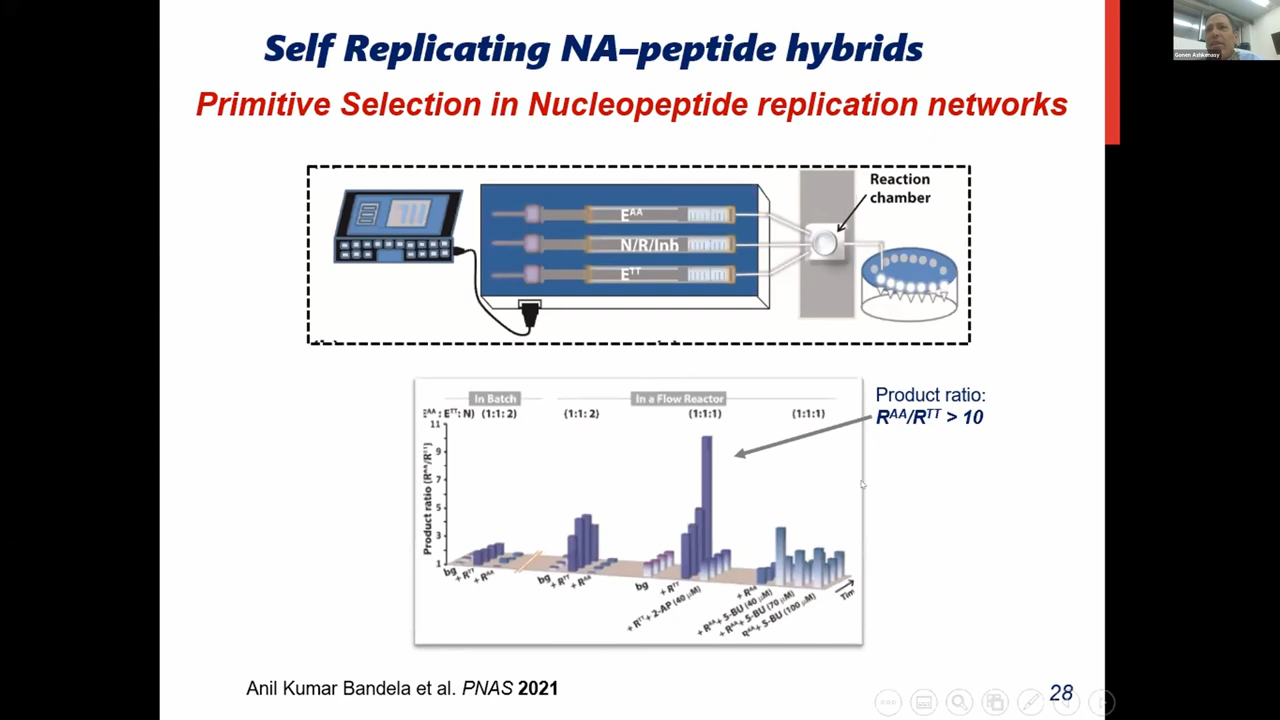 Self Replicating NA–peptide hybrids
Primitive Selection in Nucleopeptide replication networks
Gonen Ashkenasy
Reaction
chamber
E^AA
N/R/Inh
E^TT
In Batch
In a Flow Reactor
E^AA : E^TT : N) (1:1: 2)
(1:1: 2)
(1:1:1)
(1:1:1)
Product ratio:
R^AA/R^TT > 10
Product ratio (R^AA/R^TT)
11
9
7
5
3
1
bg
+ R^TT
+ R^AA
bg
+ R^TT
+ R^AA
bg
+ R^TT
+ R^TT + 2-AP (40 μM)
+ R^AA
+ R^AA + 5-BU (40 μM)
+ R^AA + 5-BU (70 μM)
R^AA + 5-BU (100 μM)
Tim
Anil Kumar Bandela et al. PNAS 2021
28